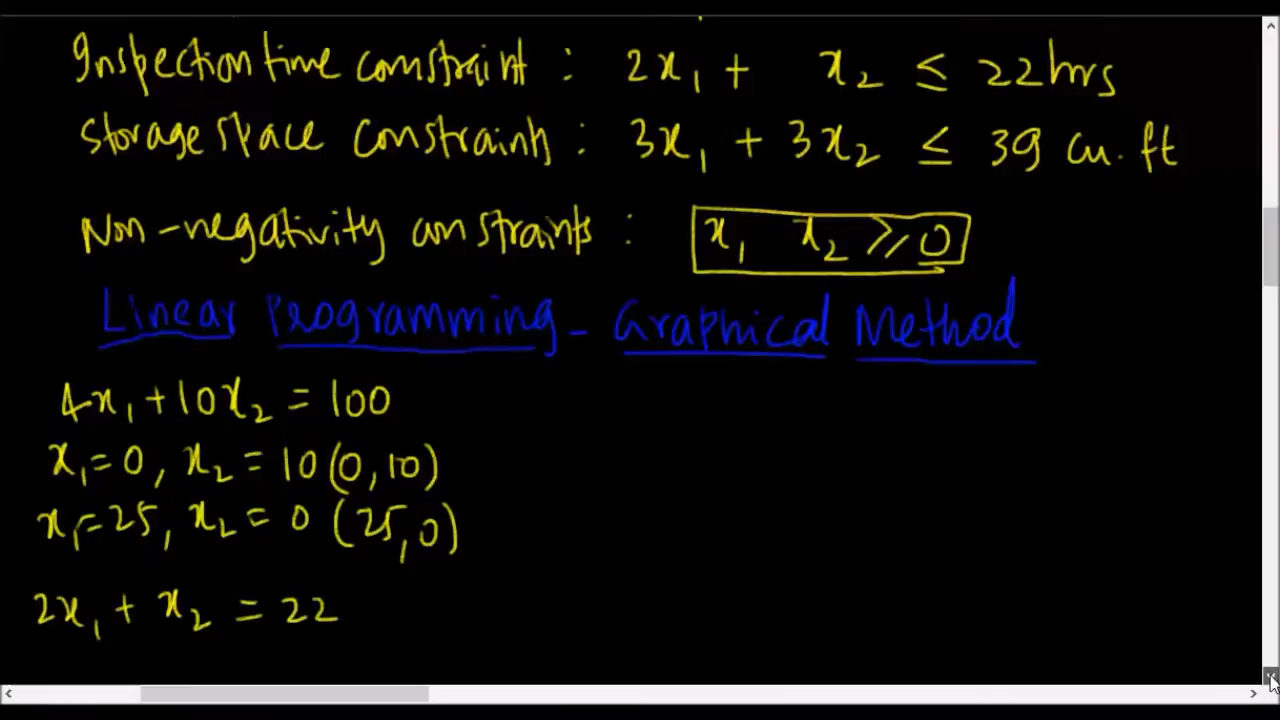 Inspection time constraint : 2x₁ + x₂ ≤ 22 hrs
Storage space constraint : 3x₁ + 3x₂ ≤ 39 cu. ft
Non-negativity constraints : x₁ x₂ ≥ 0
Linear Programming - Graphical Method
4x₁ + 10x₂ = 100
x₁ = 0, x₂ = 10 (0, 10)
x₁ = 25, x₂ = 0 (25, 0)
2x₁ + x₂ = 22